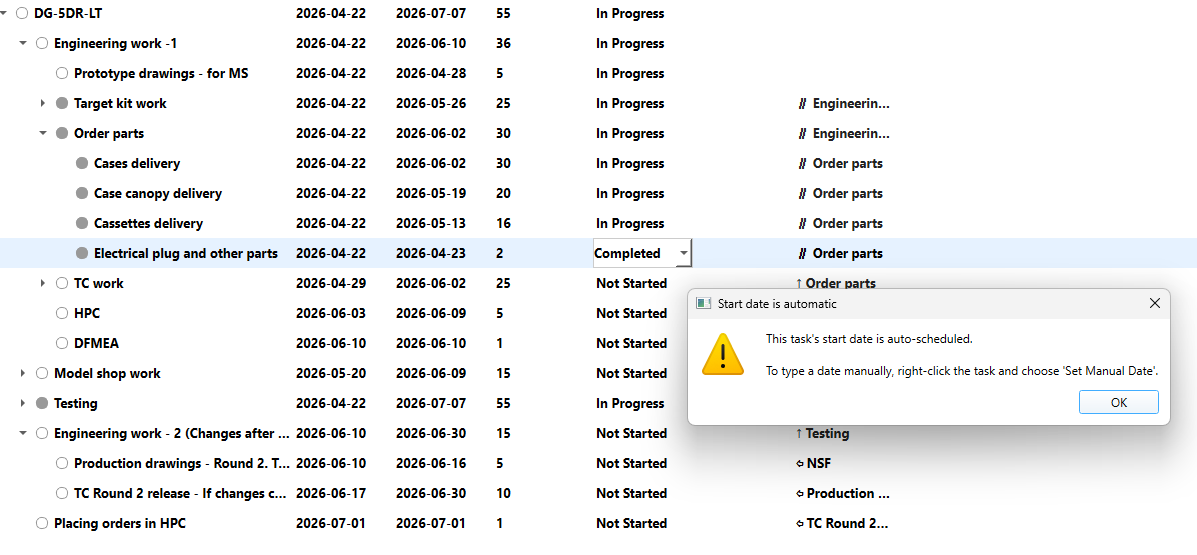 DG-5DR-LT 2026-04-22 2026-07-07 55 In Progress
Engineering work -1 2026-04-22 2026-06-10 36 In Progress
Prototype drawings - for MS 2026-04-22 2026-04-28 5 In Progress
Target kit work 2026-04-22 2026-05-26 25 In Progress // Engineerin...
Order parts 2026-04-22 2026-06-02 30 In Progress // Engineerin...
Cases delivery 2026-04-22 2026-06-02 30 In Progress // Order parts
Case canopy delivery 2026-04-22 2026-05-19 20 In Progress // Order parts
Cassettes delivery 2026-04-22 2026-05-13 16 In Progress // Order parts
Electrical plug and other parts 2026-04-22 2026-04-23 2 Completed // Order parts
TC work 2026-04-29 2026-06-02 25 Not Started ↑ Order parts
HPC 2026-06-03 2026-06-09 5 Not Started
DFMEA 2026-06-10 2026-06-10 1 Not Started
Model shop work 2026-05-20 2026-06-09 15 Not Started
Testing 2026-04-22 2026-07-07 55 In Progress
Engineering work - 2 (Changes after ... 2026-06-10 2026-06-30 15 Not Started ↑ Testing
Production drawings - Round 2. T... 2026-06-10 2026-06-16 5 Not Started ⇦ NSF
TC Round 2 release - If changes c... 2026-06-17 2026-06-30 10 Not Started ⇦ Production ...
Placing orders in HPC 2026-07-01 2026-07-01 1 Not Started ⇦ TC Round 2...
Start date is automatic
This task's start date is auto-scheduled.
To type a date manually, right-click the task and choose 'Set Manual Date'.
OK